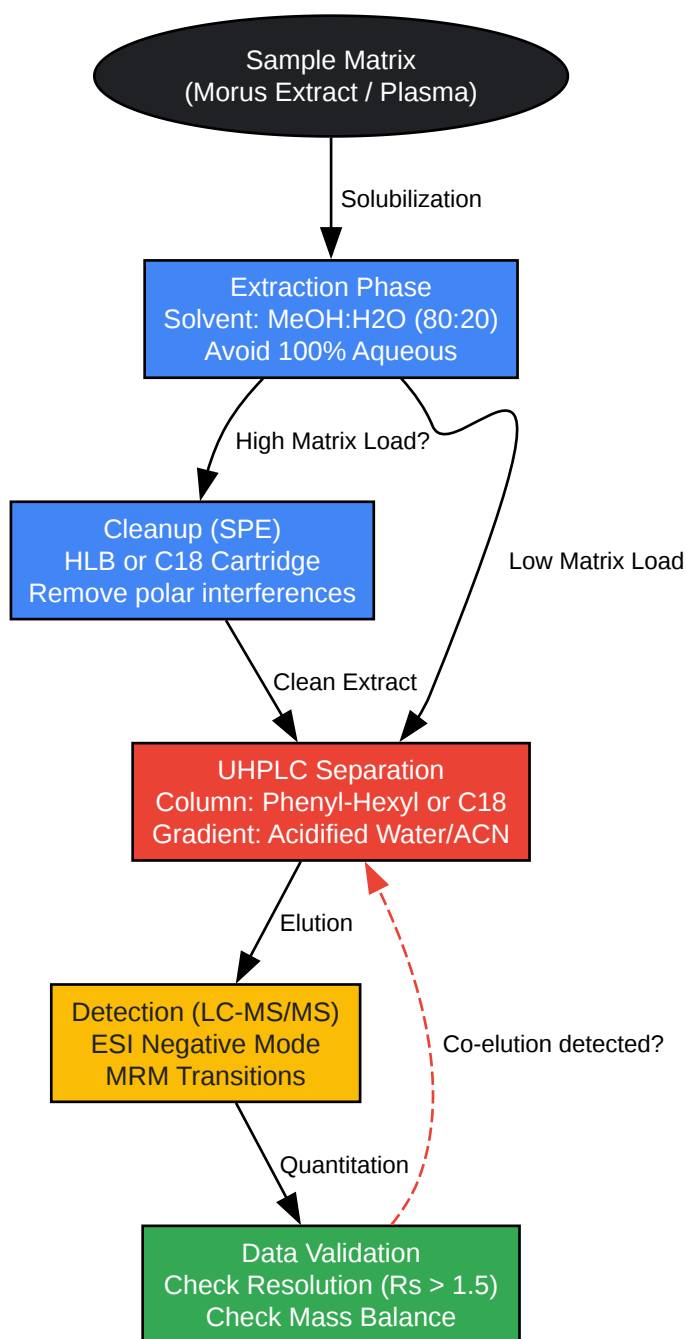 Sample Matrix
(Morus Extract / Plasma)
Solubilization
Extraction Phase
Solvent: MeOH:H2O (80:20)
Avoid 100% Aqueous
High Matrix Load?
Cleanup (SPE)
HLB or C18 Cartridge
Remove polar interferences
Low Matrix Load
Clean Extract
UHPLC Separation
Column: Phenyl-Hexyl or C18
Gradient: Acidified Water/ACN
Elution
Detection (LC-MS/MS)
ESI Negative Mode
MRM Transitions
Co-elution detected?
Quantitation
Data Validation
Check Resolution (Rs > 1.5)
Check Mass Balance